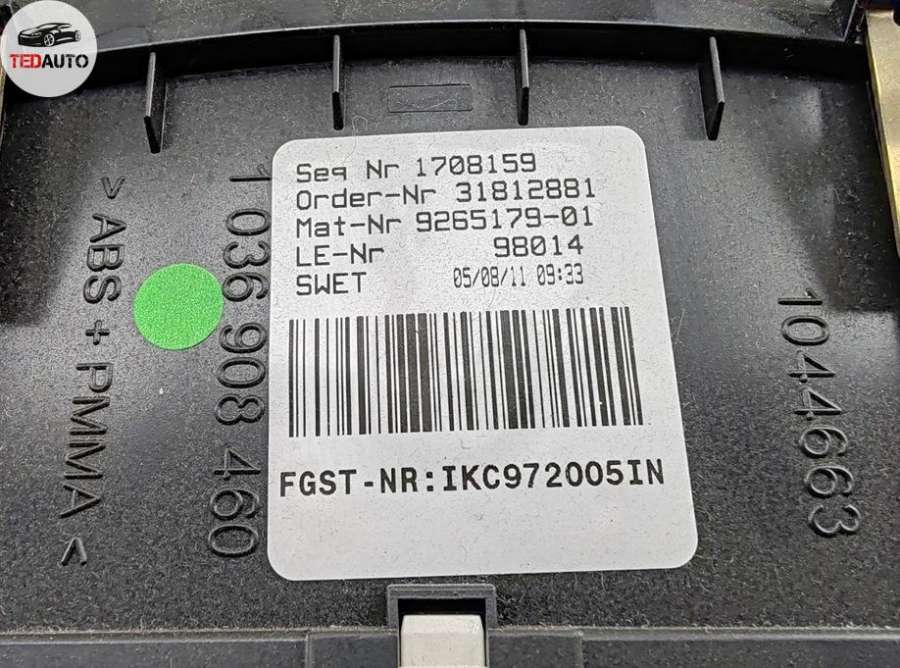 TEDAUTO
Seq Nr 1708159
Order-Nr 31812881
Mat-Nr 9265179-01
LE-Nr 98014
SWET 05/08/11 09:33
FGST-NR:IKC972005IN
1 036 908 460
> ABS + PMMA <
1044663